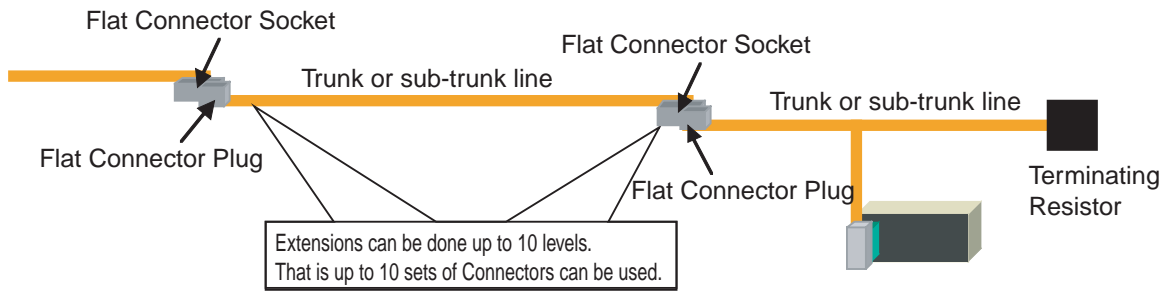 Flat Connector Socket
Flat Connector Socket
Trunk or sub-trunk line
Trunk or sub-trunk line
Flat Connector Plug
Flat Connector Plug
Terminating
Resistor
Extensions can be done up to 10 levels.
That is up to 10 sets of Connectors can be used.